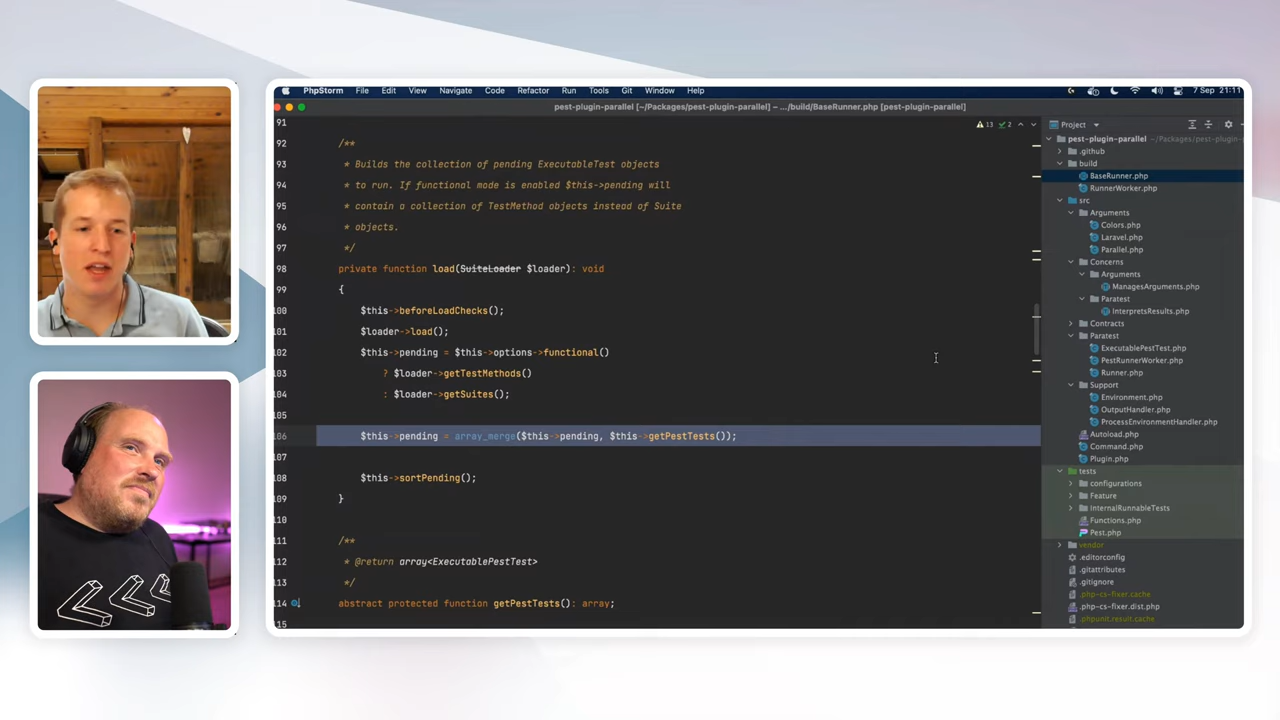 PhpStorm File Edit View Navigate Code Refactor Run Tools Git Window Help 7 Sep 21:11
pest-plugin-parallel [~/Packages/pest-plugin-parallel] – .../build/BaseRunner.php [pest-plugin-parallel]
13 2
Project
91
92 /**
93 * Builds the collection of pending ExecutableTest objects
94 * to run. If functional mode is enabled $this->pending will
95 * contain a collection of TestMethod objects instead of Suite
96 * objects.
97 */
98 private function load(SuiteLoader $loader): void
99 {
100 $this->beforeLoadChecks();
101 $loader->load();
102 $this->pending = $this->options->functional()
103 ? $loader->getTestMethods()
104 : $loader->getSuites();
105
106 $this->pending = array_merge($this->pending, $this->getPestTests());
107
108 $this->sortPending();
109 }
110
111 /**
112 * @return array<ExecutablePestTest>
113 */
114 abstract protected function getPestTests(): array;
15
pest-plugin-parallel ~/Packages/pest-plugin-
.github
build
BaseRunner.php
RunnerWorker.php
src
Arguments
Colors.php
Laravel.php
Parallel.php
Concerns
Arguments
ManagesArguments.php
Paratest
InterpretsResults.php
Contracts
Paratest
ExecutablePestTest.php
PestRunnerWorker.php
Runner.php
Support
Environment.php
OutputHandler.php
ProcessEnvironmentHandler.php
Autoload.php
Command.php
Plugin.php
tests
configurations
Feature
InternalRunnableTests
Functions.php
Pest.php
vendor
.editorconfig
.gitattributes
.gitignore
.php-cs-fixer.cache
.php-cs-fixer.dist.php
.phpunit.result.cache